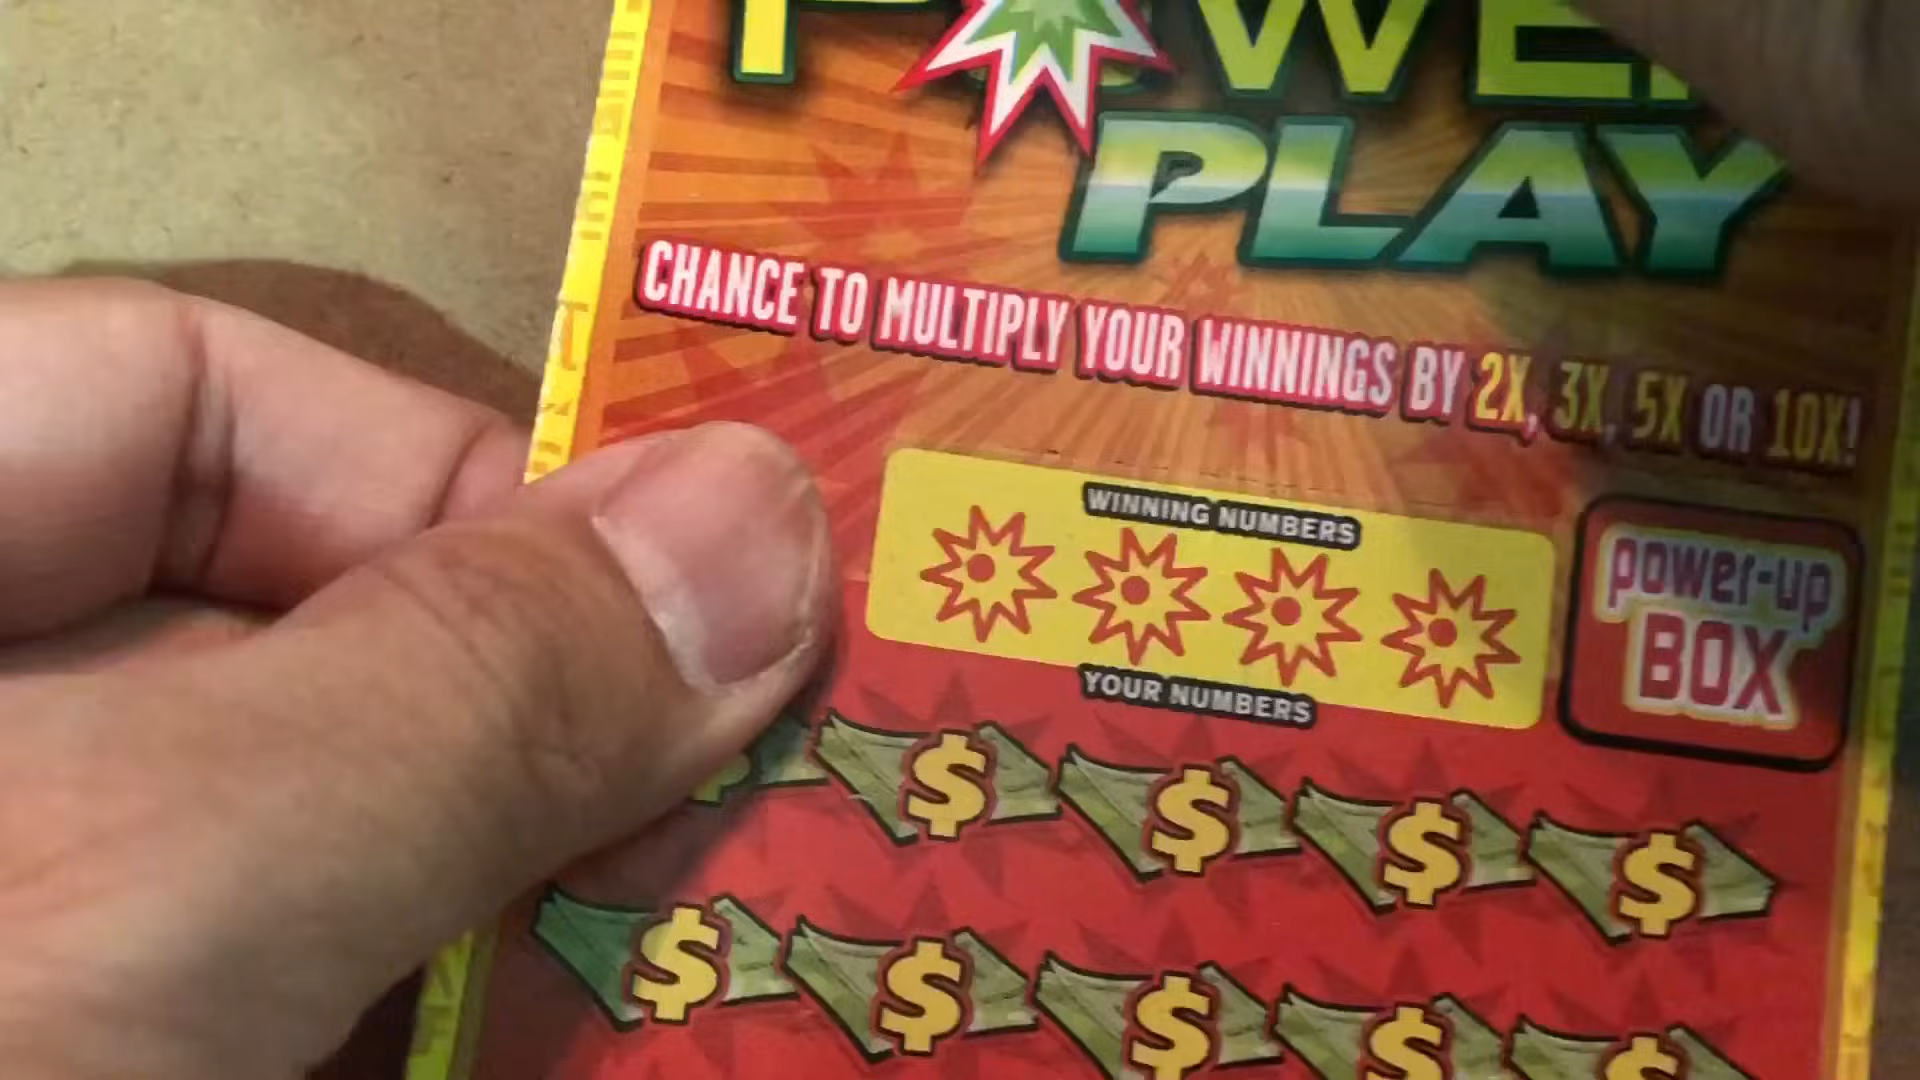 POWER
PLAY
CHANCE TO MULTIPLY YOUR WINNINGS BY 2X, 3X, 5X OR 10X!
WINNING NUMBERS
power-up
BOX
YOUR NUMBERS
$ $ $ $
$ $ $ $ $